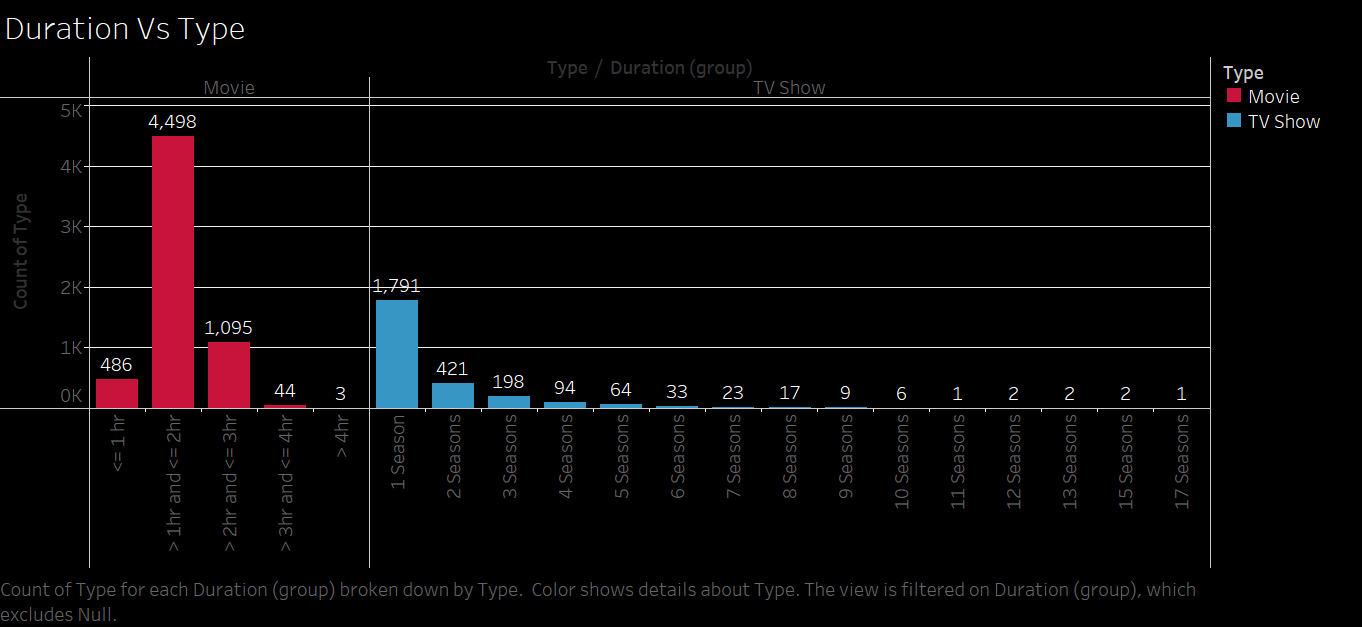 Duration Vs Type
Type / Duration (group)
Movie
TV Show
Type
Movie
TV Show
Count of Type
5K
4K
3K
2K
1K
0K
486
4,498
1,095
44
3
1,791
421
198
94
64
33
23
17
9
6
1
2
2
2
1
<= 1 hr
> 1hr and <= 2hr
> 2hr and <= 3hr
> 3hr and <= 4hr
> 4hr
1 Season
2 Seasons
3 Seasons
4 Seasons
5 Seasons
6 Seasons
7 Seasons
8 Seasons
9 Seasons
10 Seasons
11 Seasons
12 Seasons
13 Seasons
15 Seasons
17 Seasons
Count of Type for each Duration (group) broken down by Type.  Color shows details about Type. The view is filtered on Duration (group), which
excludes Null.